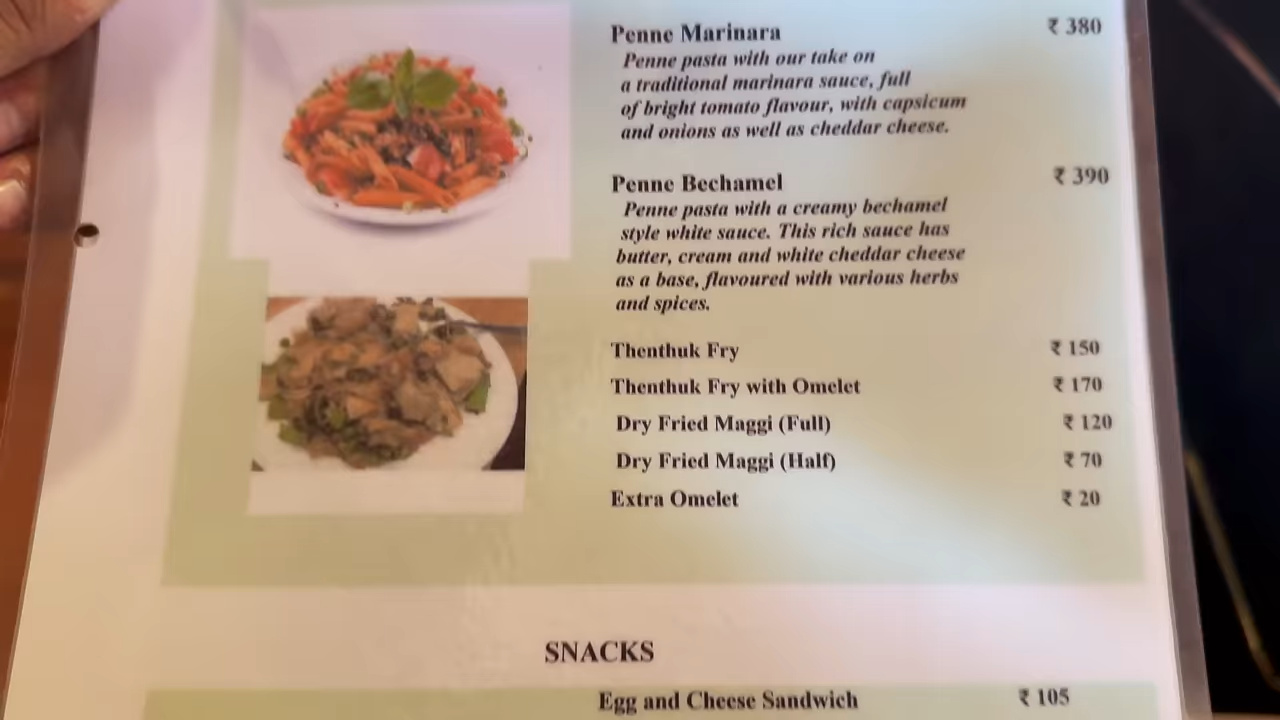 Penne Marinara ₹ 380
Penne pasta with our take on
a traditional marinara sauce, full
of bright tomato flavour, with capsicum
and onions as well as cheddar cheese.
Penne Bechamel ₹ 390
Penne pasta with a creamy bechamel
style white sauce. This rich sauce has
butter, cream and white cheddar cheese
as a base, flavoured with various herbs
and spices.
Thenthuk Fry ₹ 150
Thenthuk Fry with Omelet ₹ 170
Dry Fried Maggi (Full) ₹ 120
Dry Fried Maggi (Half) ₹ 70
Extra Omelet ₹ 20
SNACKS
Egg and Cheese Sandwich ₹ 105